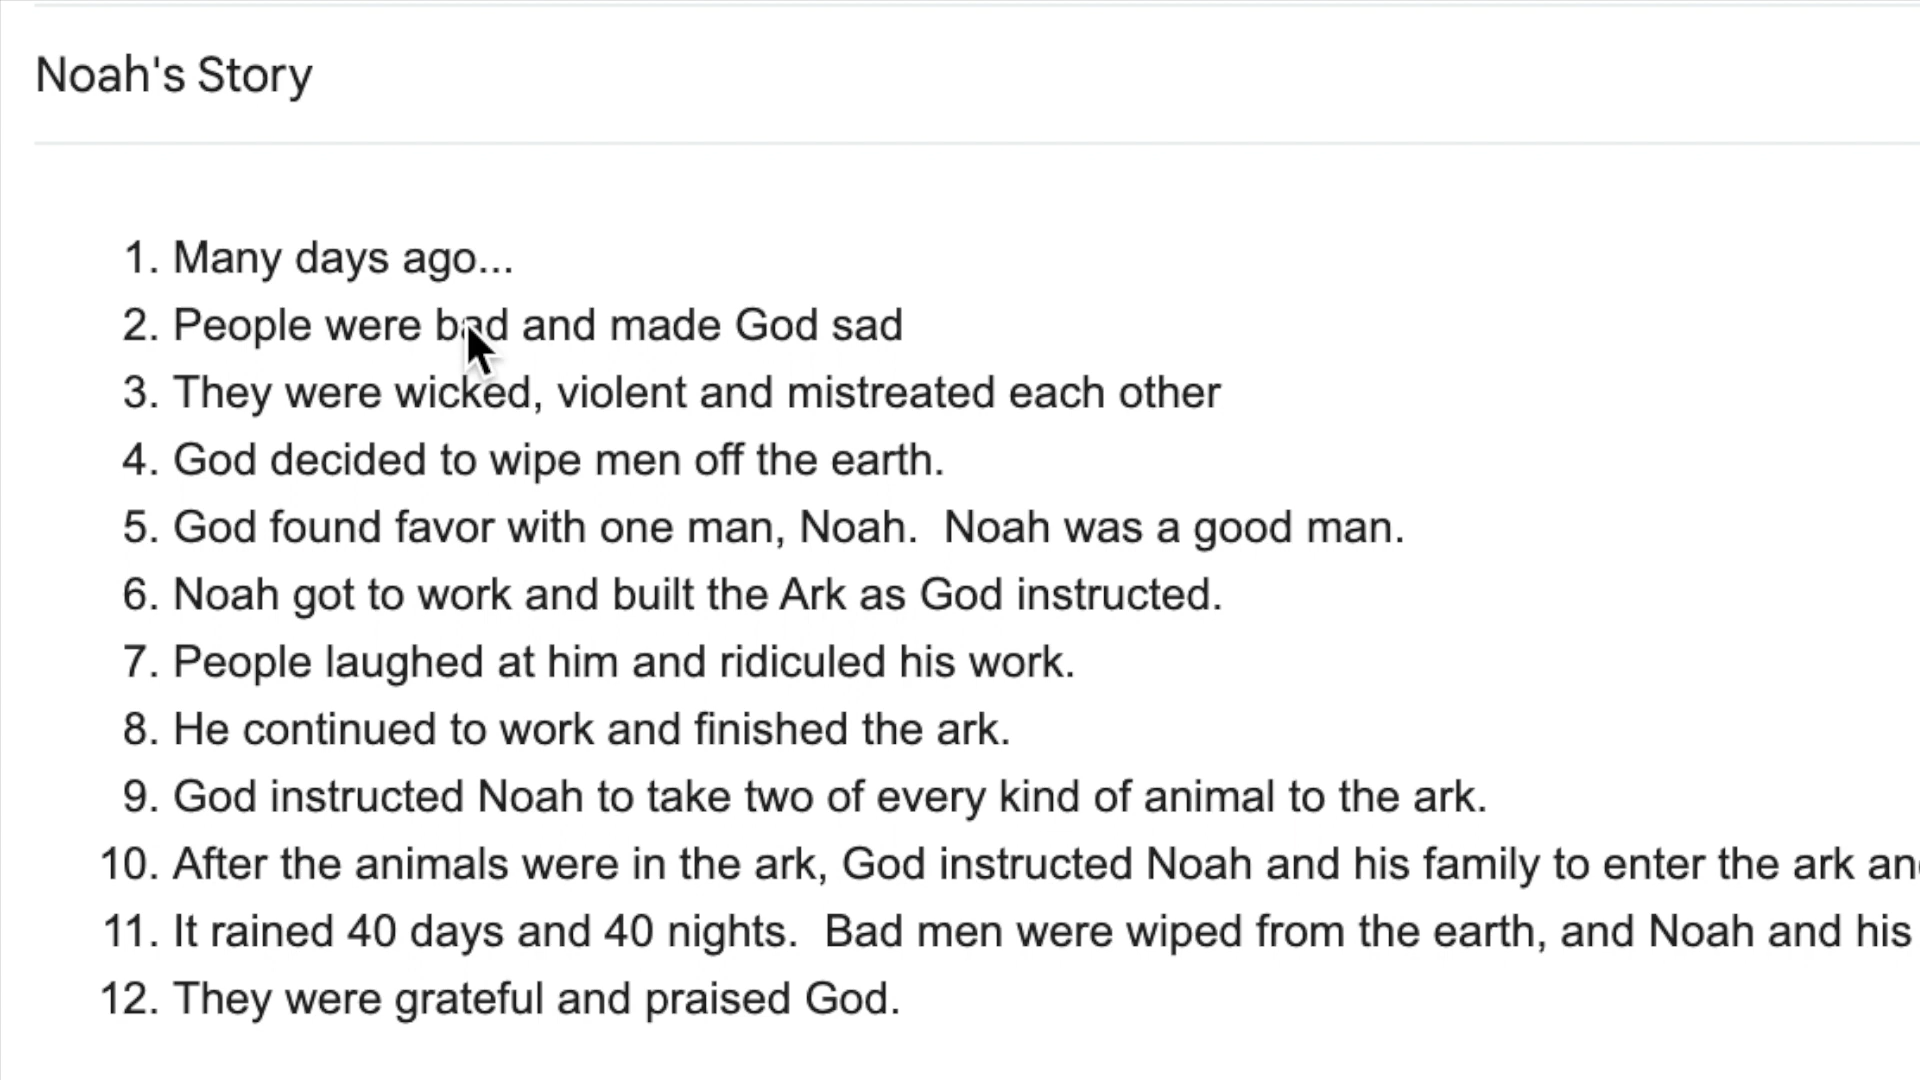 Noah's Story
1. Many days ago...
2. People were bad and made God sad
3. They were wicked, violent and mistreated each other
4. God decided to wipe men off the earth.
5. God found favor with one man, Noah.  Noah was a good man.
6. Noah got to work and built the Ark as God instructed.
7. People laughed at him and ridiculed his work.
8. He continued to work and finished the ark.
9. God instructed Noah to take two of every kind of animal to the ark.
10. After the animals were in the ark, God instructed Noah and his family to enter the ark
11. It rained 40 days and 40 nights.  Bad men were wiped from the earth, and Noah and his
12. They were grateful and praised God.